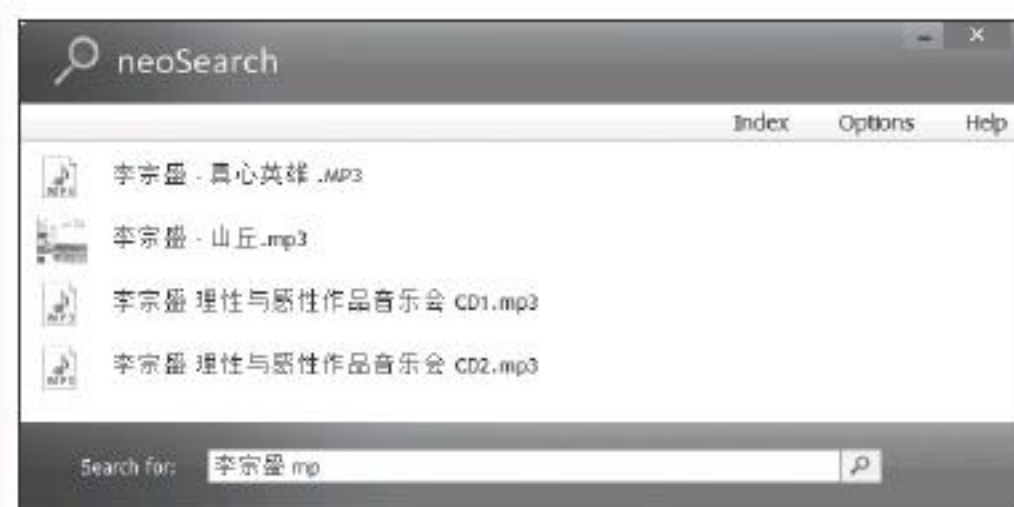 neoSearch
Index Options Help
李宗盛 - 真心英雄 .MP3
李宗盛 - 山丘.mp3
李宗盛 理性与感性作品音乐会 CD1.mp3
李宗盛 理性与感性作品音乐会 CD2.mp3
Search for: 李宗盛 mp